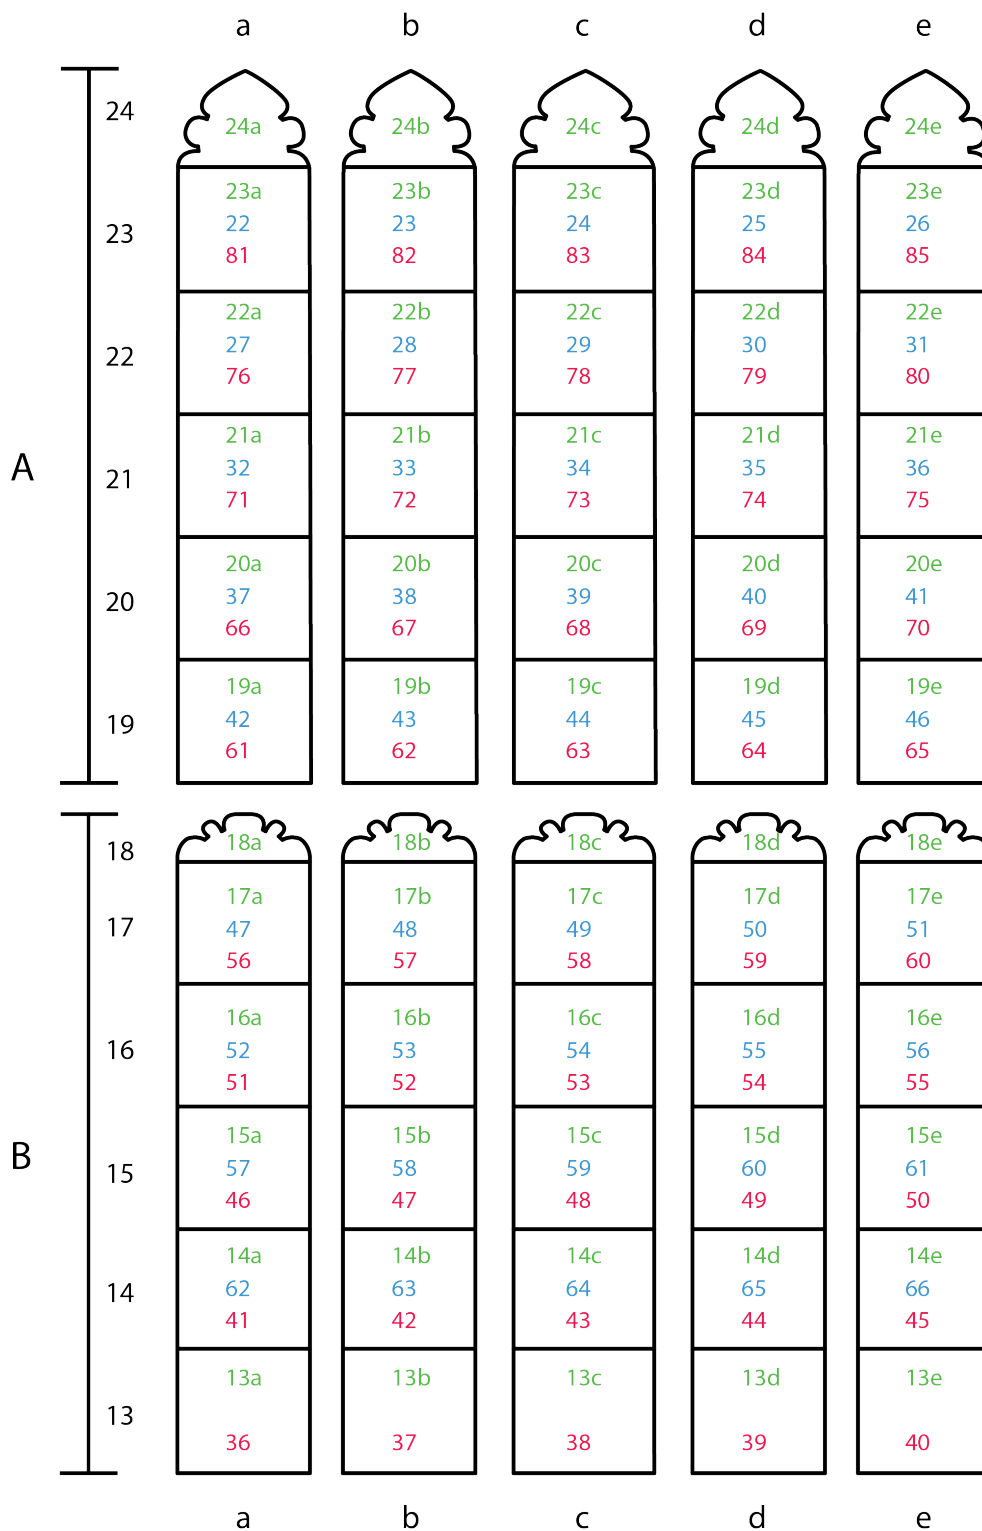 a b c d e
24 24a 24b 24c 24d 24e
23a 23b 23c 23d 23e
23 22 23 24 25 26
81 82 83 84 85
22a 22b 22c 22d 22e
22 27 28 29 30 31
76 77 78 79 80
21a 21b 21c 21d 21e
A 21 32 33 34 35 36
71 72 73 74 75
20a 20b 20c 20d 20e
20 37 38 39 40 41
66 67 68 69 70
19a 19b 19c 19d 19e
19 42 43 44 45 46
61 62 63 64 65
18 18a 18b 18c 18d 18e
17a 17b 17c 17d 17e
17 47 48 49 50 51
56 57 58 59 60
16a 16b 16c 16d 16e
16 52 53 54 55 56
51 52 53 54 55
15a 15b 15c 15d 15e
B 15 57 58 59 60 61
46 47 48 49 50
14a 14b 14c 14d 14e
14 62 63 64 65 66
41 42 43 44 45
13a 13b 13c 13d 13e
13
36 37 38 39 40
a b c d e